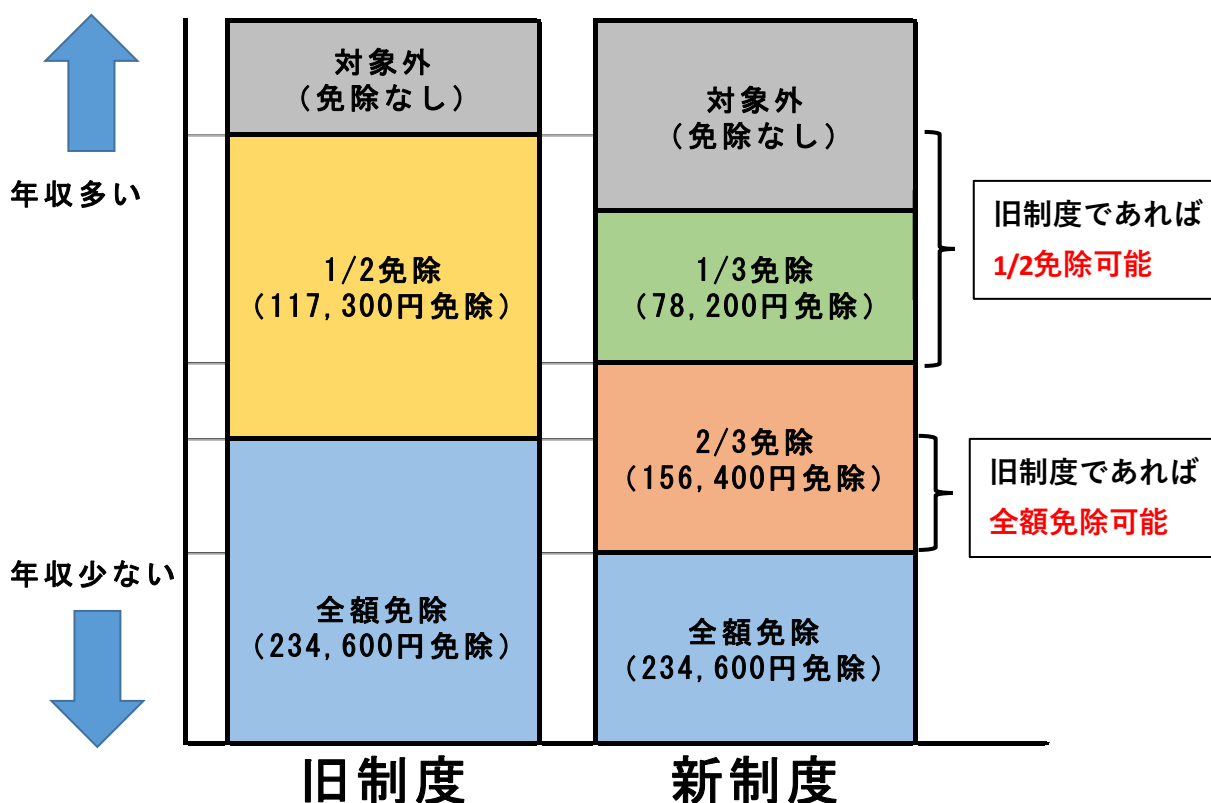 年収多い
年収少ない
対象外
(免除なし)
1/2免除
(117,300円免除)
全額免除
(234,600円免除)
旧制度
対象外
(免除なし)
1/3免除
(78,200円免除)
2/3免除
(156,400円免除)
全額免除
(234,600円免除)
新制度
旧制度であれば
1/2免除可能
旧制度であれば
全額免除可能